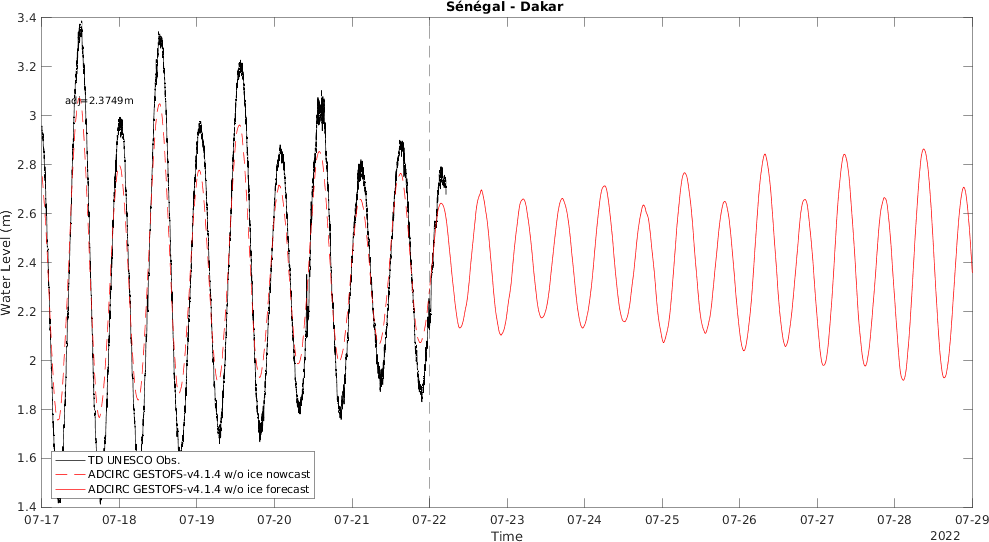 Sénégal - Dakar
3.4
3.2
3
2.8
2.6
2.4
2.2
2
1.8
1.6
1.4
Water Level (m)
=2.3749m
TD UNESCO Obs.
ADCIRC GESTOFS-v4.1.4 w/o ice nowcast
ADCIRC GESTOFS-v4.1.4 w/o ice forecast
07-17 07-18 07-19 07-20 07-21 07-22 07-23 07-24 07-25 07-26 07-27 07-28 07-29
Time
2022